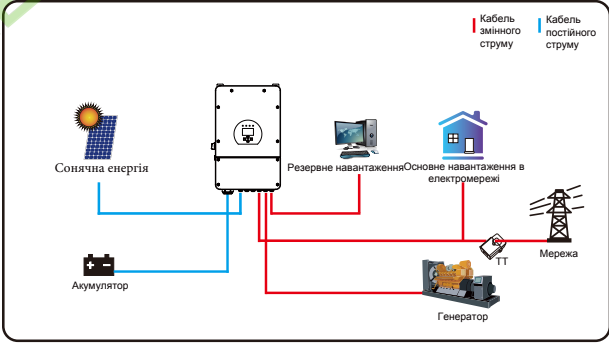 Кабель
змінного
струму
Кабель
постійного
струму
Сонячна енергія
Резервне навантаження
Основне навантаження в
електромережі
ТТ
Мережа
Акумулятор
Генератор